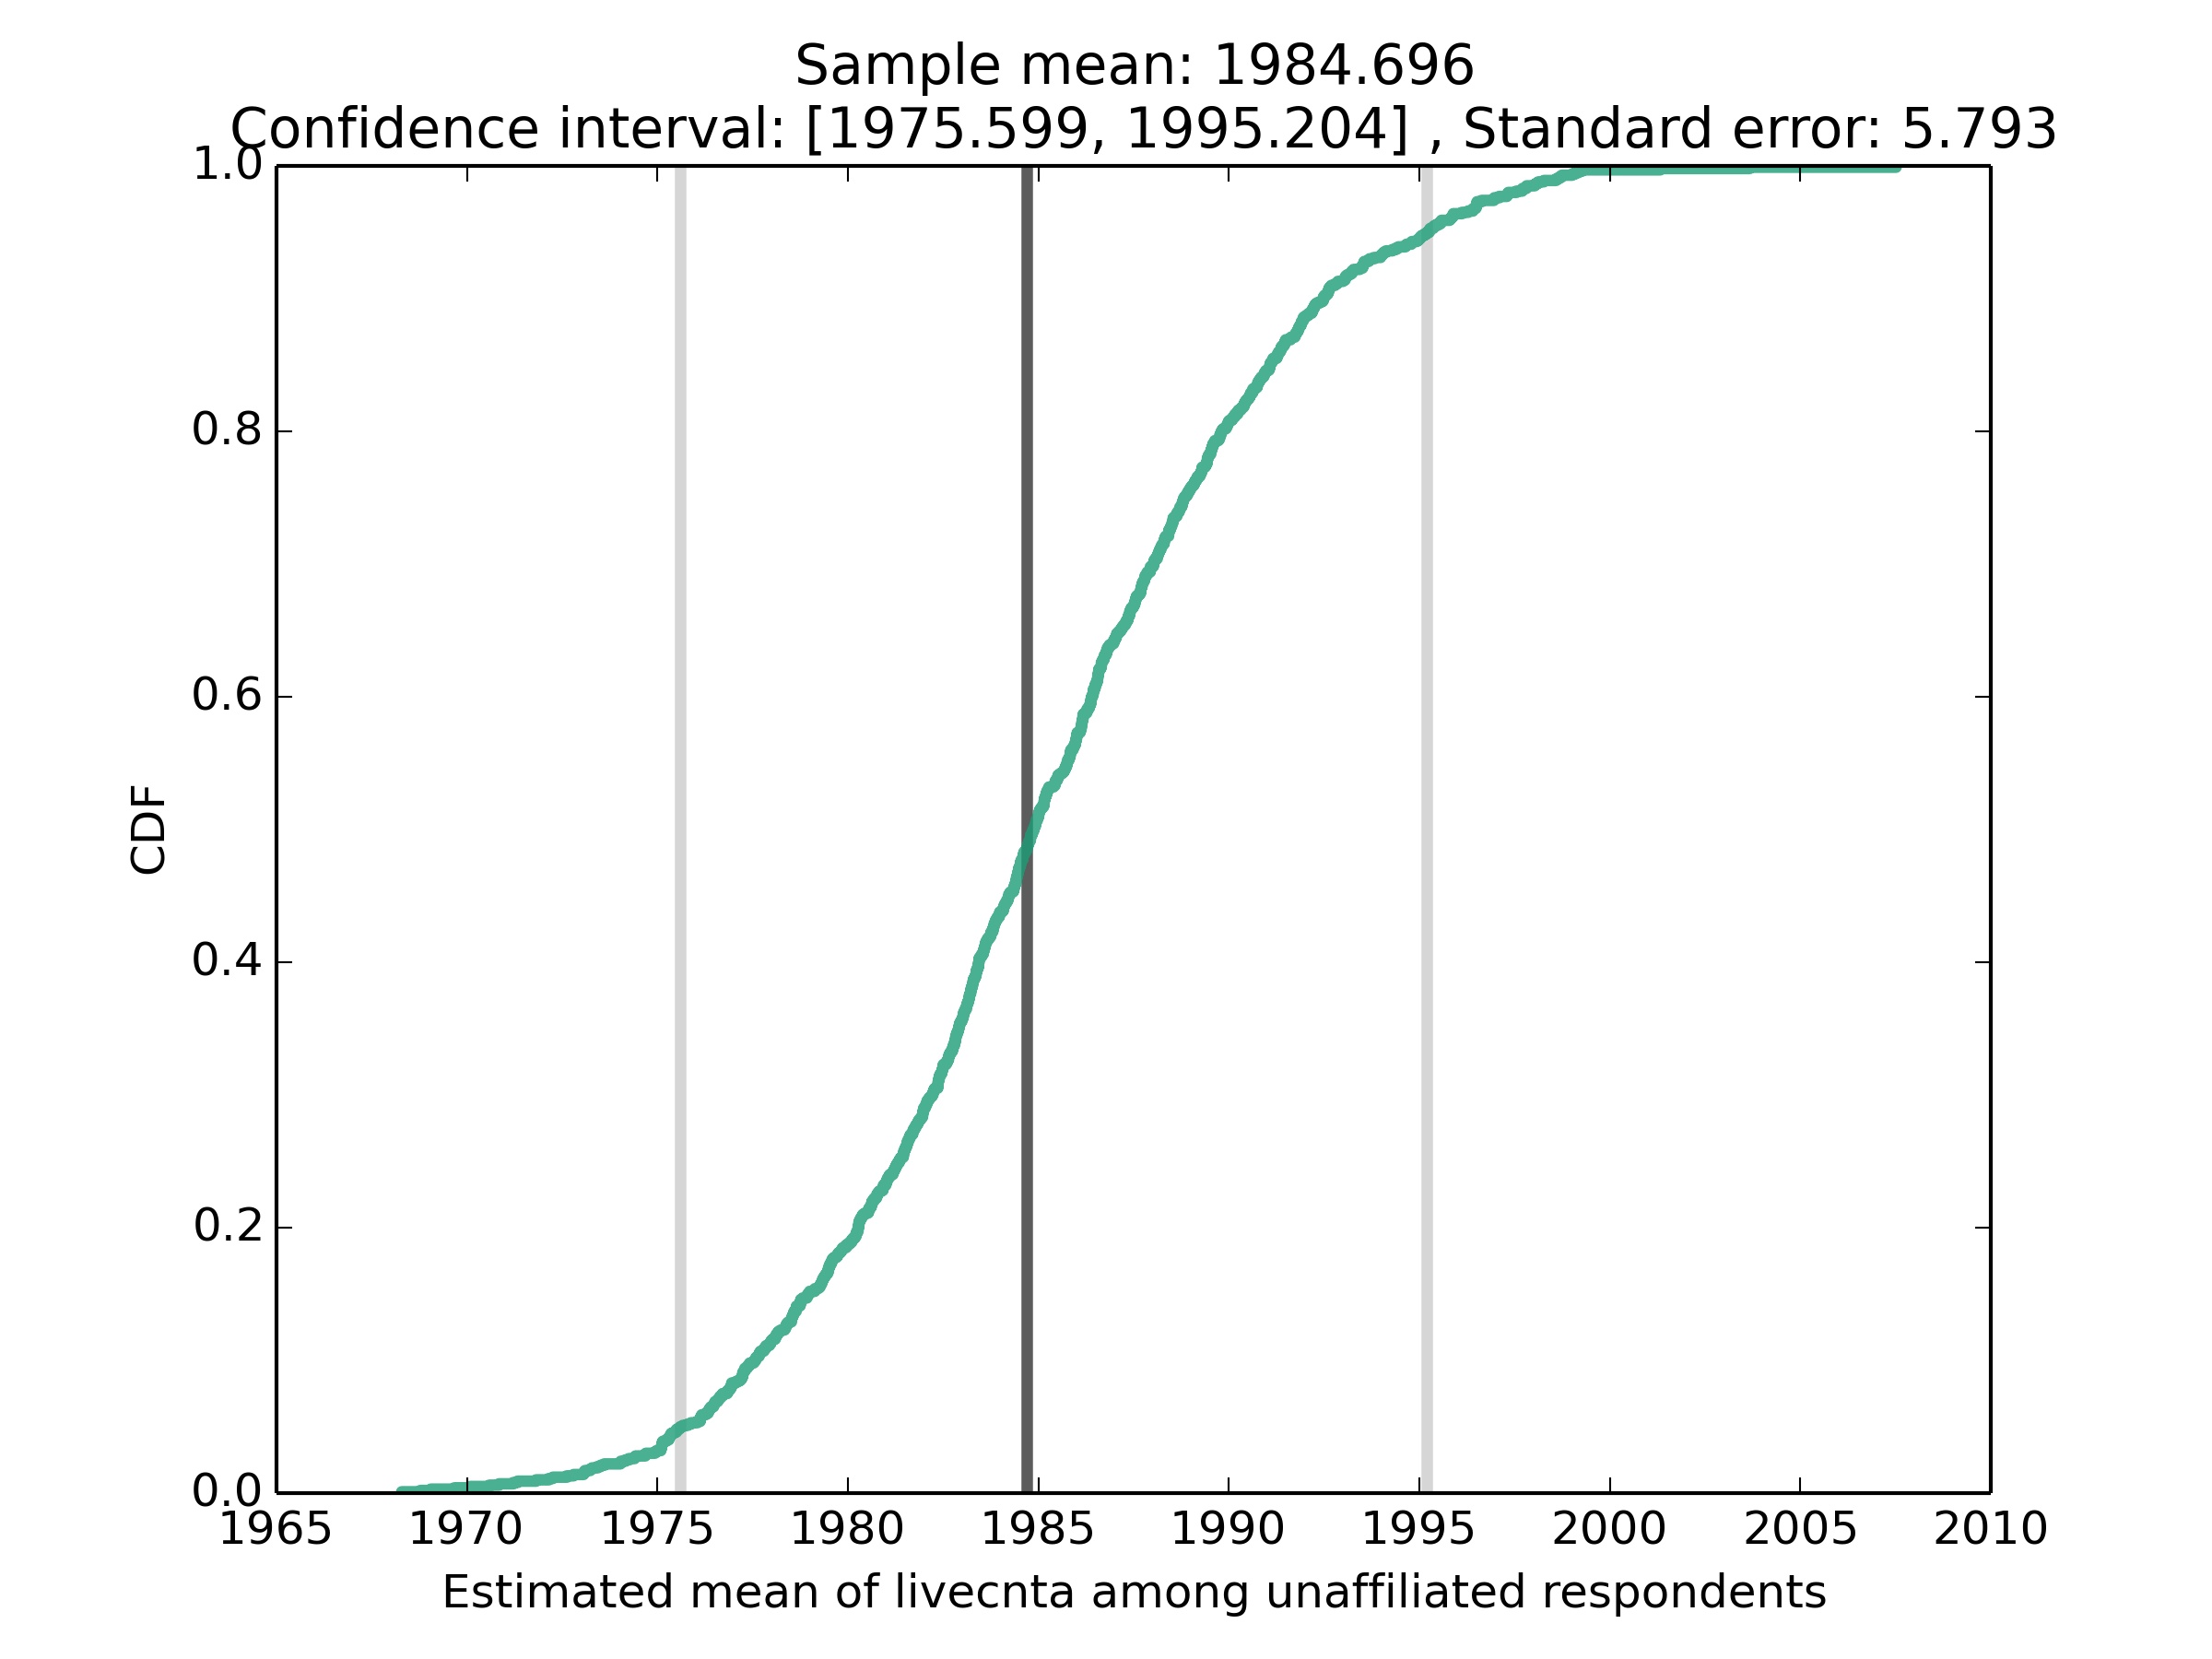 Sample mean: 1984.696
Confidence interval: [1975.599, 1995.204] , Standard error: 5.793
1.0
0.8
0.6
0.4
0.2
0.0
CDF
1965 1970 1975 1980 1985 1990 1995 2000 2005 2010
Estimated mean of livecnta among unaffiliated respondents